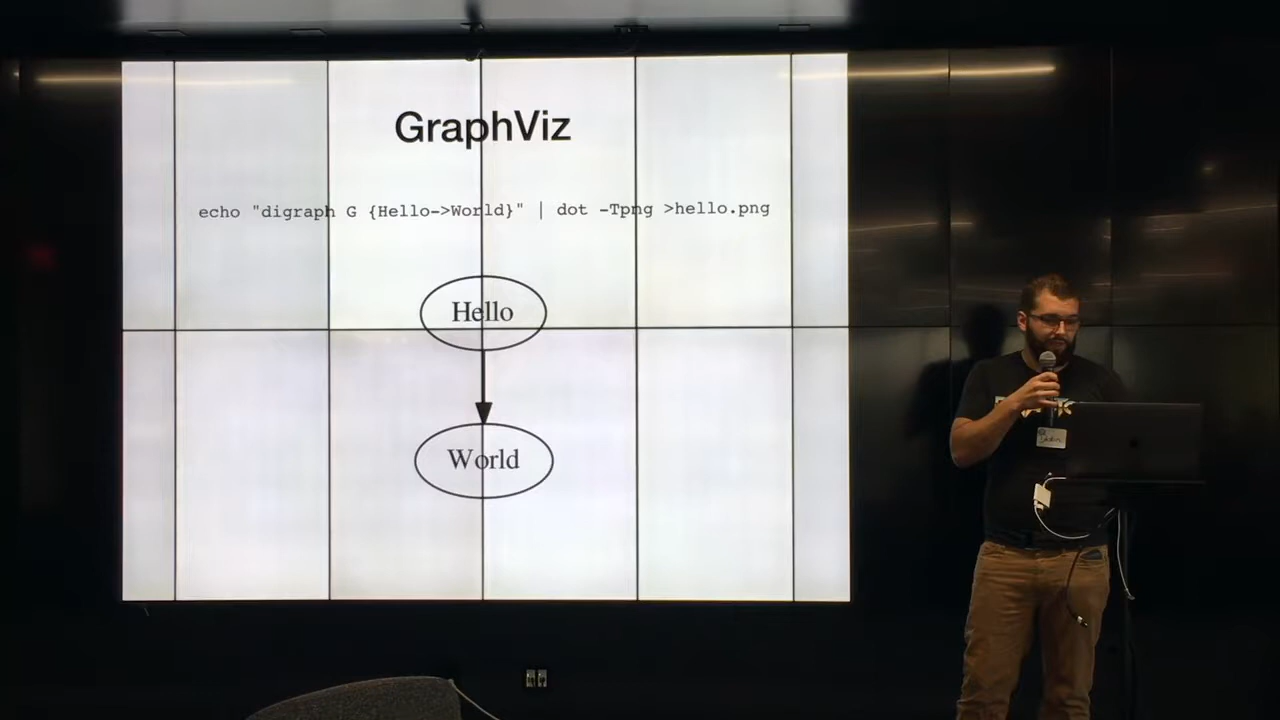 GraphViz
echo "digraph G {Hello->World}" | dot -Tpng >hello.png
Hello
World